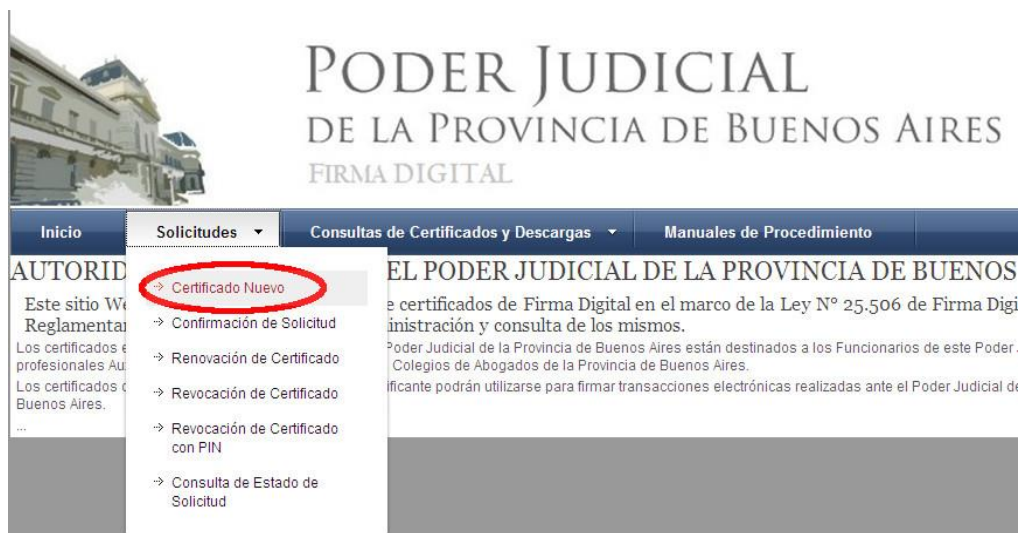 PODER JUDICIAL
DE LA PROVINCIA DE BUENOS AIRES
FIRMA DIGITAL
Inicio Solicitudes Consultas de Certificados y Descargas Manuales de Procedimiento
AUTORID EL PODER JUDICIAL DE LA PROVINCIA DE BUENOS
Este sitio We e certificados de Firma Digital en el marco de la Ley Nº 25.506 de Firma Digi
Reglamentar inistración y consulta de los mismos.
Los certificados e Poder Judicial de la Provincia de Buenos Aires están destinados a los Funcionarios de este Poder
profesionales Au Colegios de Abogados de la Provincia de Buenos Aires.
Los certificados ificante podrán utilizarse para firmar transacciones electrónicas realizadas ante el Poder Judicial de
Buenos Aires.
...
Certificado Nuevo
Confirmación de Solicitud
Renovación de Certificado
Revocación de Certificado
Revocación de Certificado
con PIN
Consulta de Estado de
Solicitud